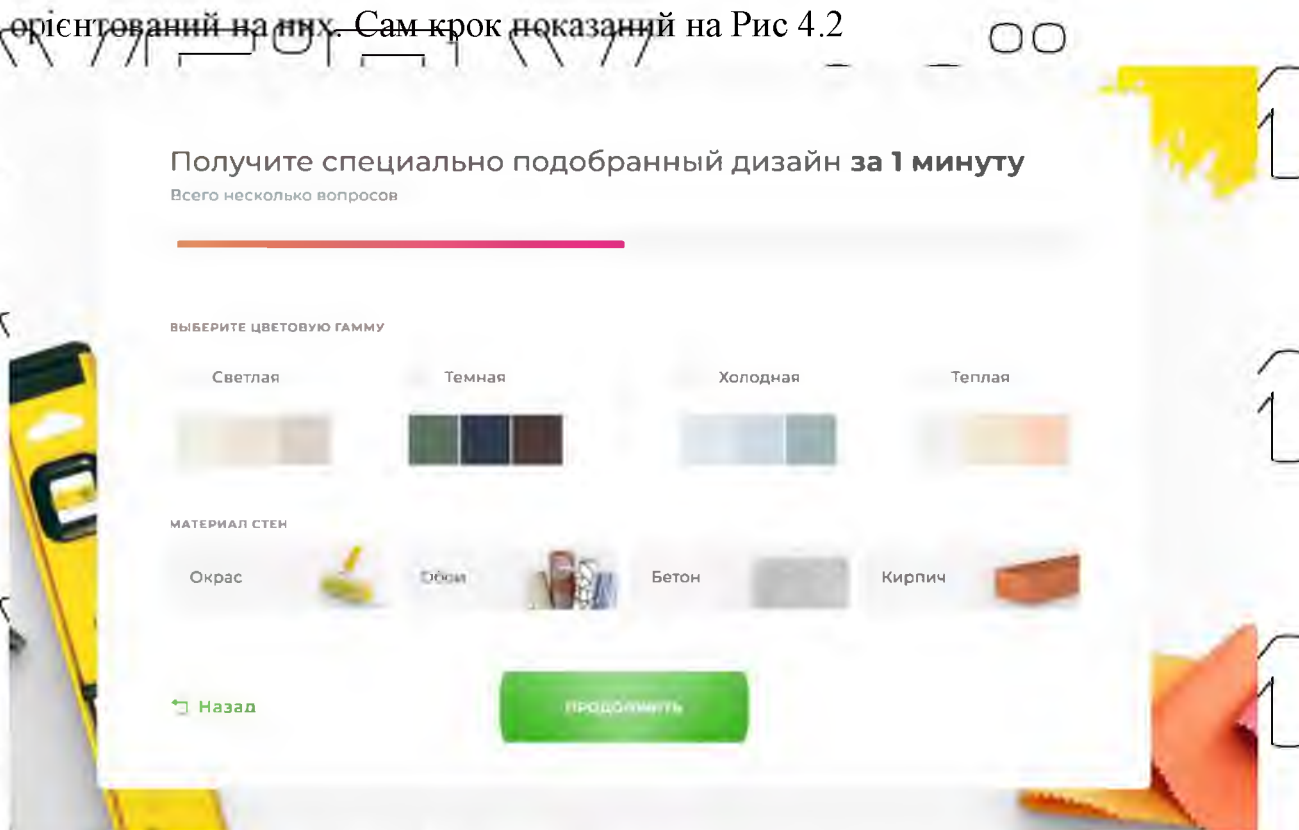 орієнтований на них. Сам крок показаний на Рис 4.2
Получите специально подобранный дизайн за 1 минуту
Всего несколько вопросов
ВЫБЕРИТЕ ЦВЕТОВУЮ ГАММУ
Светлая Темная Холодная Теплая
МАТЕРИАЛ СТЕН
Окрас Обои Бетон Кирпич
Назад ПРОДОЛЖИТЬ